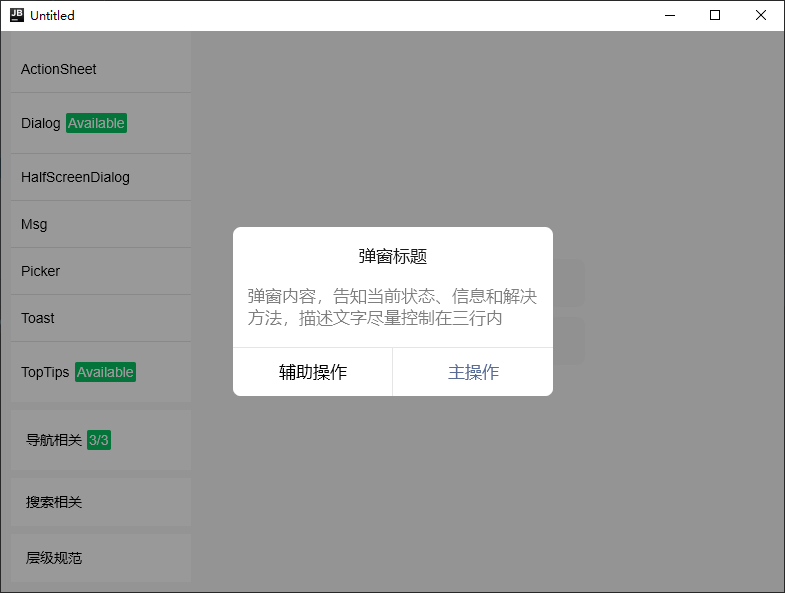 JB
Untitled
ActionSheet
Dialog Available
HalfScreenDialog
Msg
Picker
Toast
TopTips Available
导航相关 3/3
搜索相关
层级规范
弹窗标题
弹窗内容，告知当前状态、信息和解决
方法，描述文字尽量控制在三行内
辅助操作 主操作